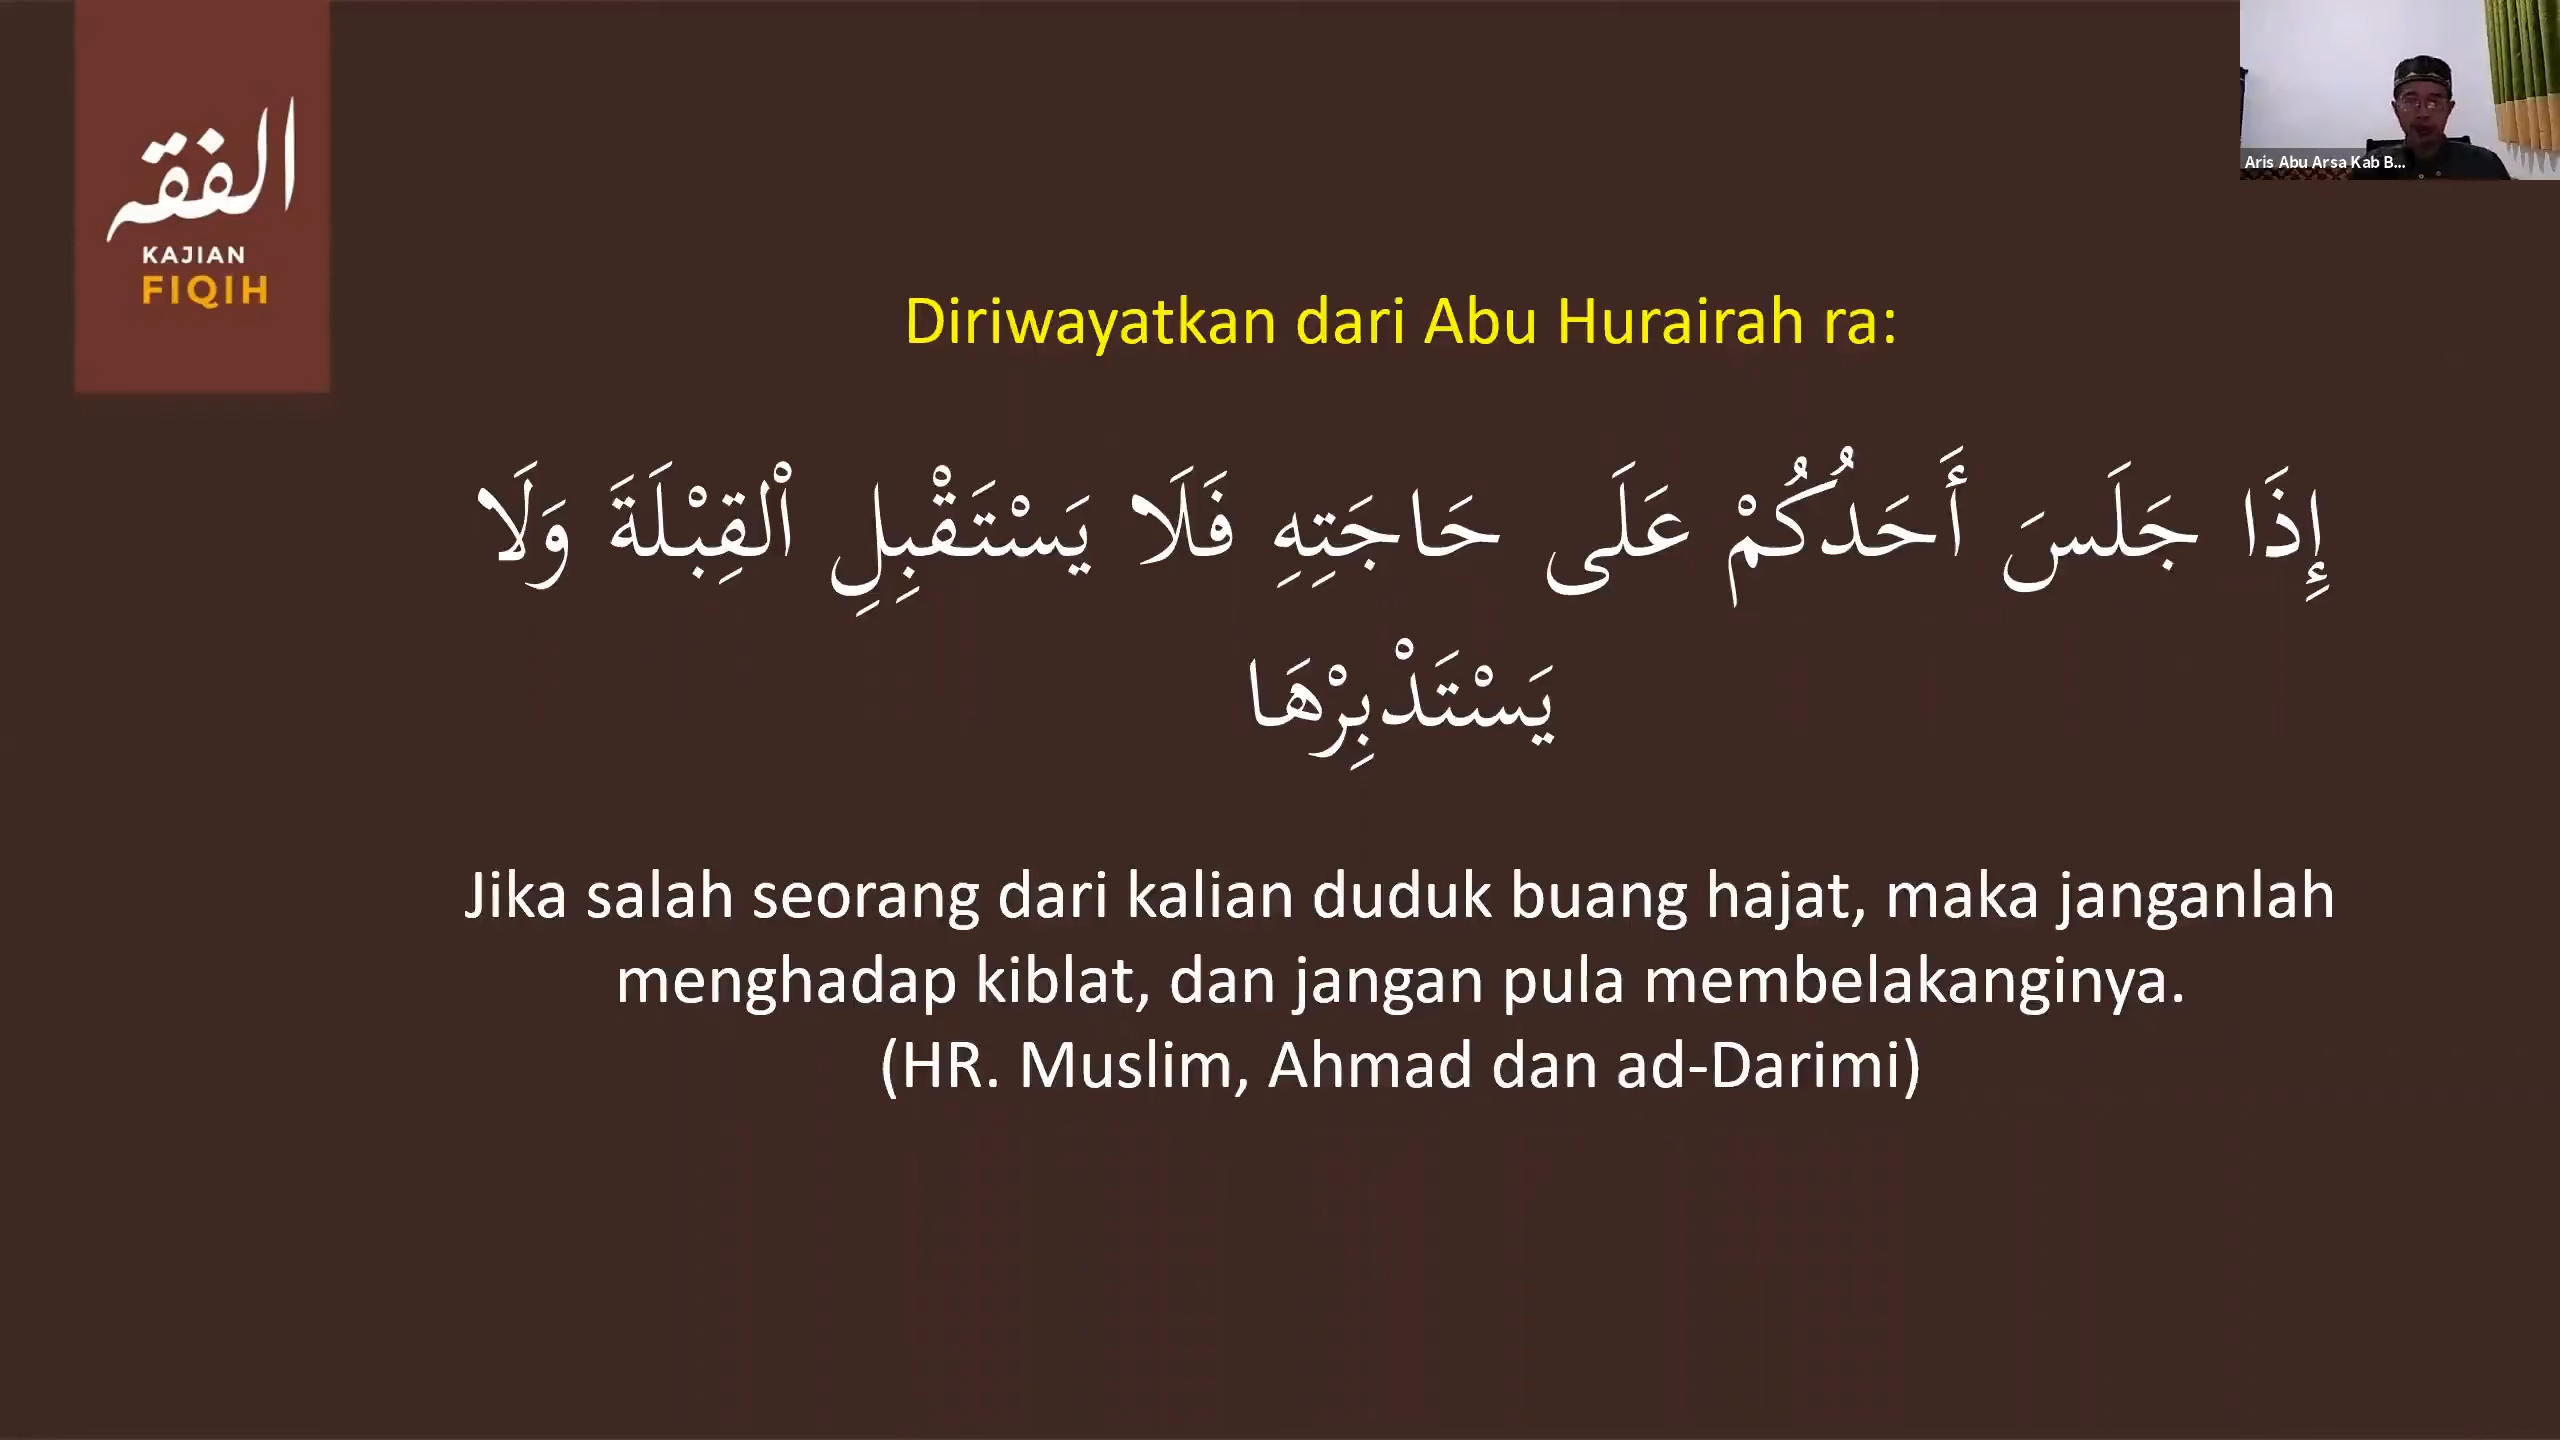 الفقه
KAJIAN
FIQIH
Aris Abu Arsa Kab B...
Diriwayatkan dari Abu Hurairah ra:
إِذَا جَلَسَ أَحَدُكُمْ عَلَى حَاجَتِهِ فَلَا يَسْتَقْبِلِ ٱلْقِبْلَةَ وَلَا
يَسْتَدْبِرْهَا
Jika salah seorang dari kalian duduk buang hajat, maka janganlah
menghadap kiblat, dan jangan pula membelakanginya.
(HR. Muslim, Ahmad dan ad-Darimi)